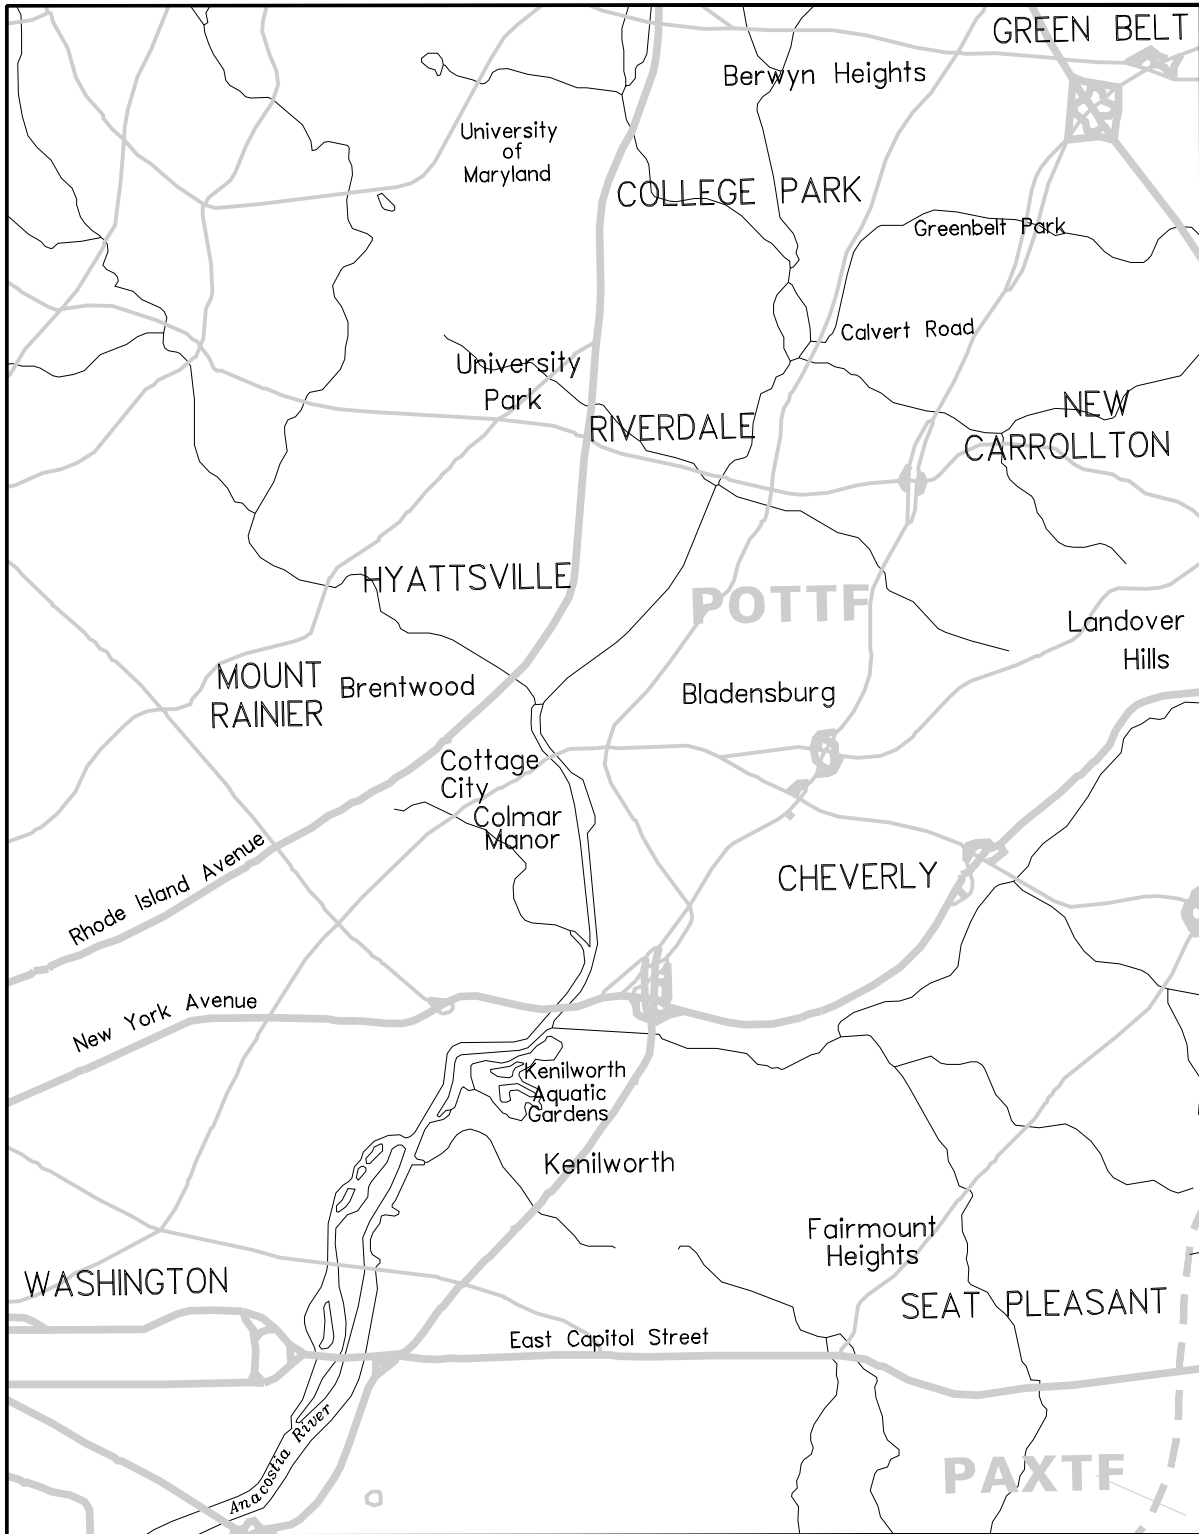 GREEN BELT
Berwyn Heights
University
of
Maryland
COLLEGE PARK
Greenbelt Park
Calvert Road
University
Park
NEW
CARROLLTON
RIVERDALE
HYATTSVILLE
POTTF
Landover
Hills
MOUNT
RAINIER
Brentwood
Bladensburg
Cottage
City
Colmar
Manor
Rhode Island Avenue
CHEVERLY
New York Avenue
Kenilworth
Aquatic
Gardens
Kenilworth
Fairmount
Heights
WASHINGTON
SEAT PLEASANT
East Capitol Street
Anacostia River
PAXTF